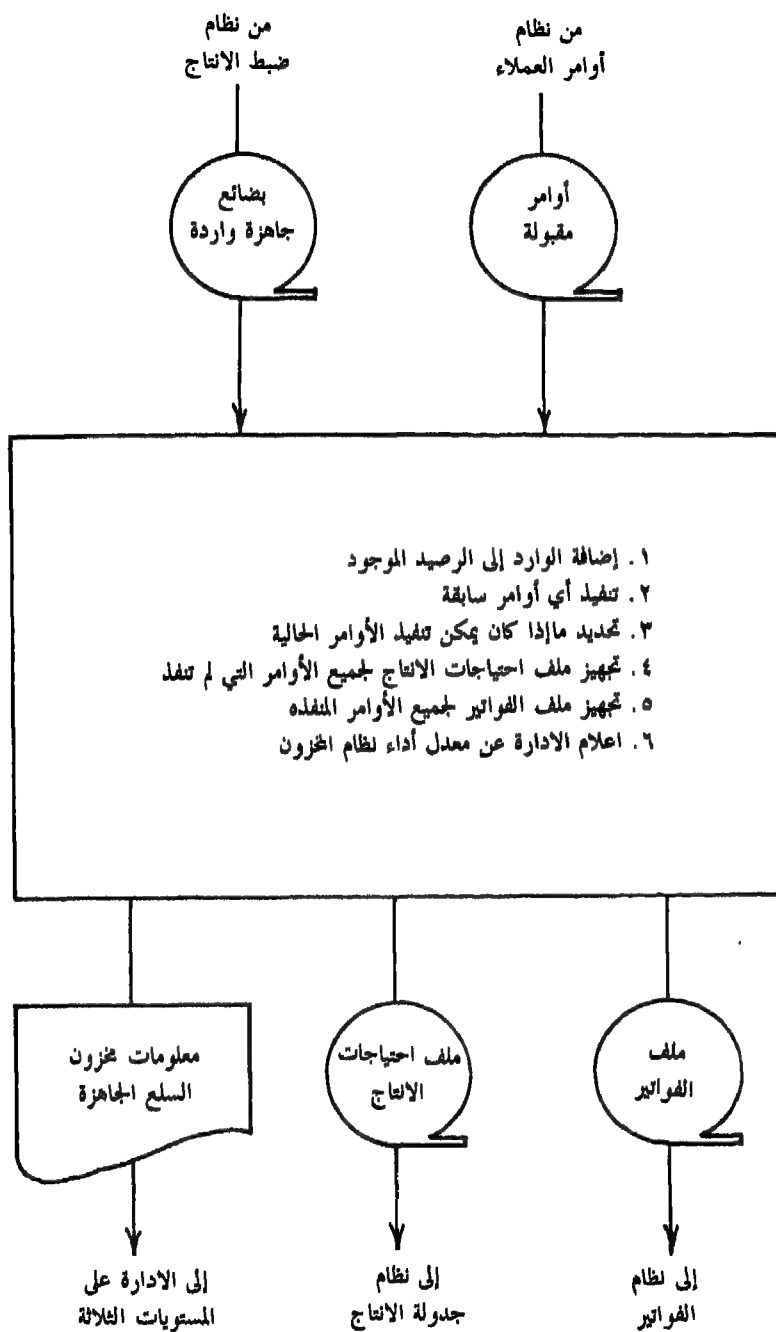 من نظام
أوامر العملاء
من نظام
ضبط الانتاج
أوامر
مقبولة
بضائع
جاهزة واردة
١. إضافة الوارد إلى الرصيد الموجود
٢. تنفيذ أي أوامر سابقة
٣. تحديد ماإذا كان يمكن تنفيذ الأوامر الحالية
٤. تجهيز ملف احتياجات الانتاج لجميع الأوامر التي لم تنفذ
٥. تجهيز ملف الفواتير لجميع الأوامر المنفذه
٦. اعلام الادارة عن معدل أداء نظام المخزون
ملف
الفواتير
ملف احتياجات
الانتاج
معلومات مخزون
السلع الجاهزة
إلى نظام
الفواتير
إلى نظام
جدولة الانتاج
إلى الادارة على
المستويات الثلاثة